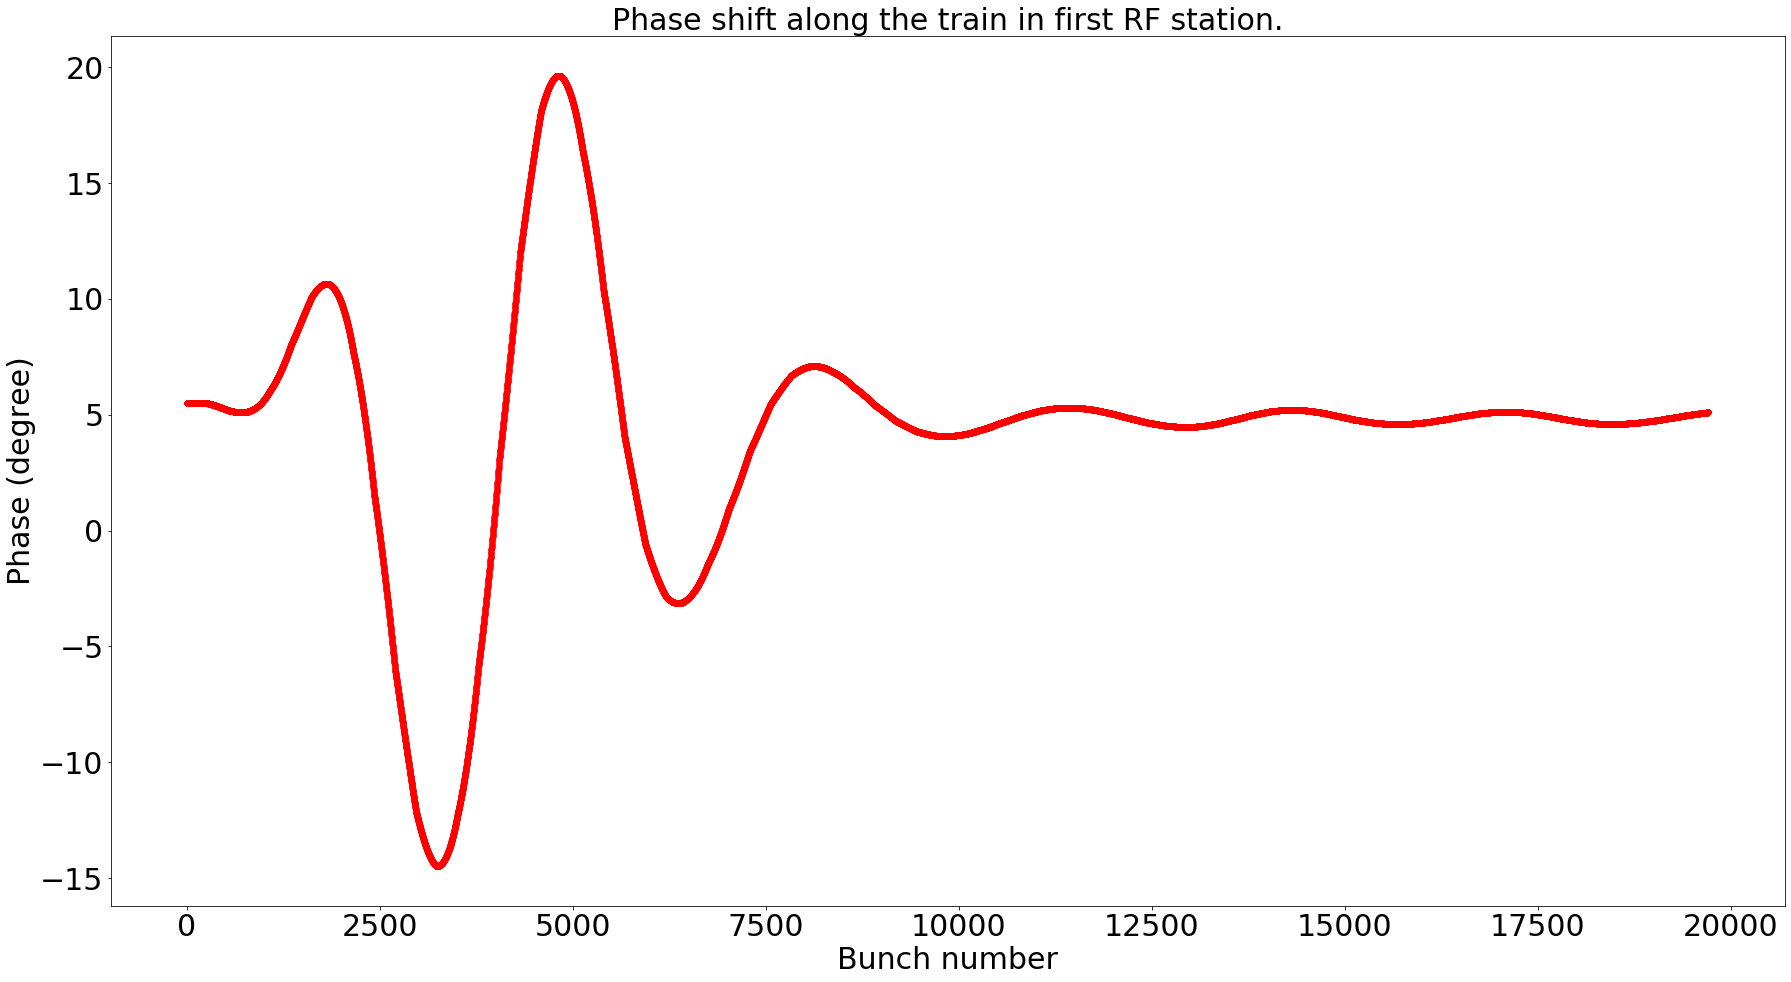 Phase shift along the train in first RF station.
20
15
10
5
0
−5
−10
−15
Phase (degree)
0 2500 5000 7500 10000 12500 15000 17500 20000
Bunch number